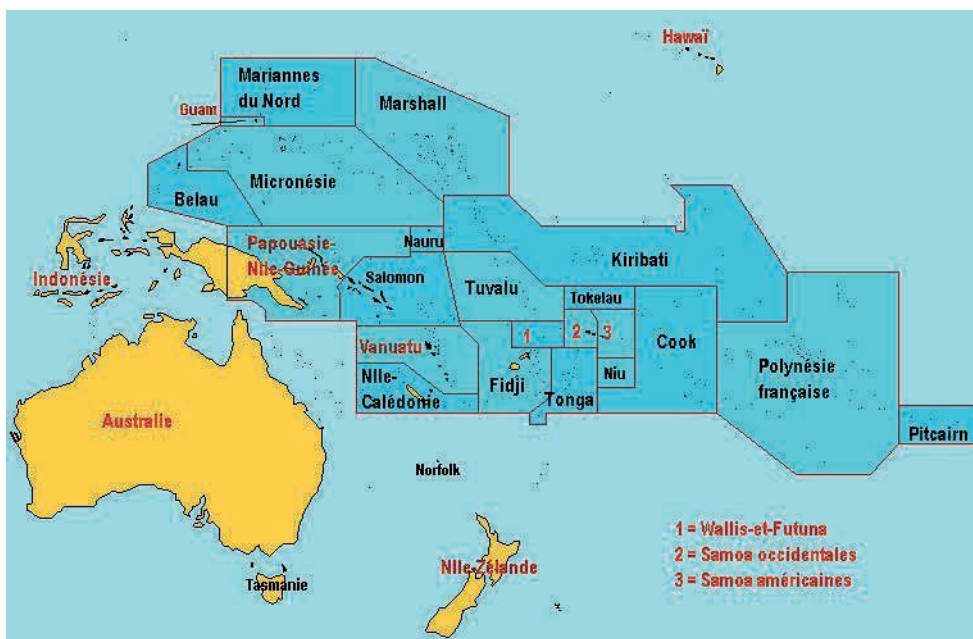 Hawaï
Mariannes
du Nord
Marshall
Guam
Micronésie
Belau
Papouasie-
Nlle-Guinée
Nauru
Kiribati
Indonésie
Salomon
Tuvalu
Tokelau
1
2
3
Vanuatu
Cook
Polynésie
française
Nlle-
Calédonie
Fidji
Niu
Tonga
Australie
Pitcairn
Norfolk
1 = Wallis-et-Futuna
2 = Samoa occidentales
3 = Samoa américaines
Nlle-Zélande
Tasmanie